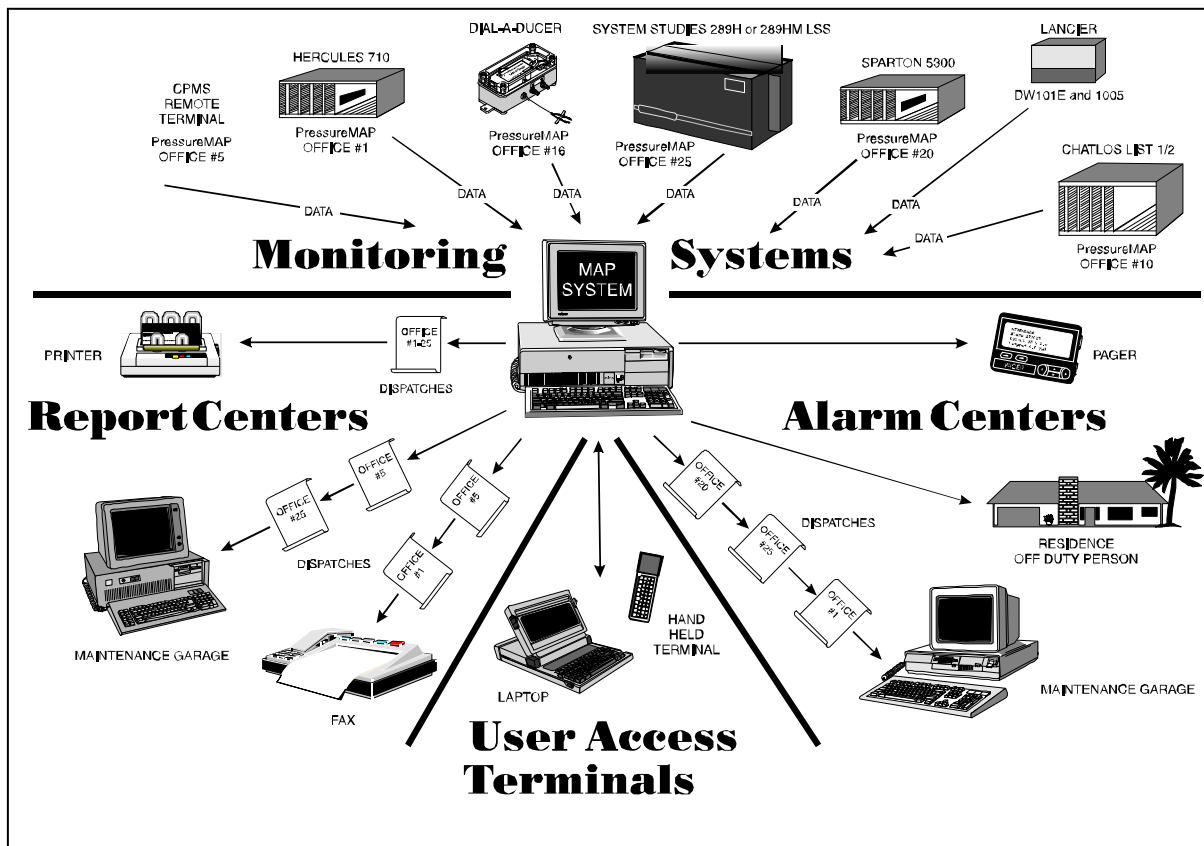 CPMS
REMOTE
TERMINAL
PressureMAP
OFFICE #5
HERCULES 710
PressureMAP
OFFICE #1
DIAL-A-DUCER
PressureMAP
OFFICE #16
SYSTEM STUDIES 289H or 289HM LSS
PressureMAP
OFFICE #25
SPARTON 5300
PressureMAP
OFFICE #20
LANCIER
DW101E and 1005
CHATLOS LIST 1/2
PressureMAP
OFFICE #10
DATA
DATA
DATA
DATA
DATA
DATA
DATA
Monitoring Systems
MAP
SYSTEM
PRINTER
OFFICE
#1-25
DISPATCHES
PAGER
Report Centers
Alarm Centers
OFFICE
#5
OFFICE
#25
OFFICE
#5
OFFICE
#1
DISPATCHES
MAINTENANCE GARAGE
FAX
OFFICE
#20
OFFICE
#25
OFFICE
#1
DISPATCHES
RESIDENCE
OFF DUTY PERSON
MAINTENANCE GARAGE
HAND
HELD
TERMINAL
LAPTOP
User Access
Terminals